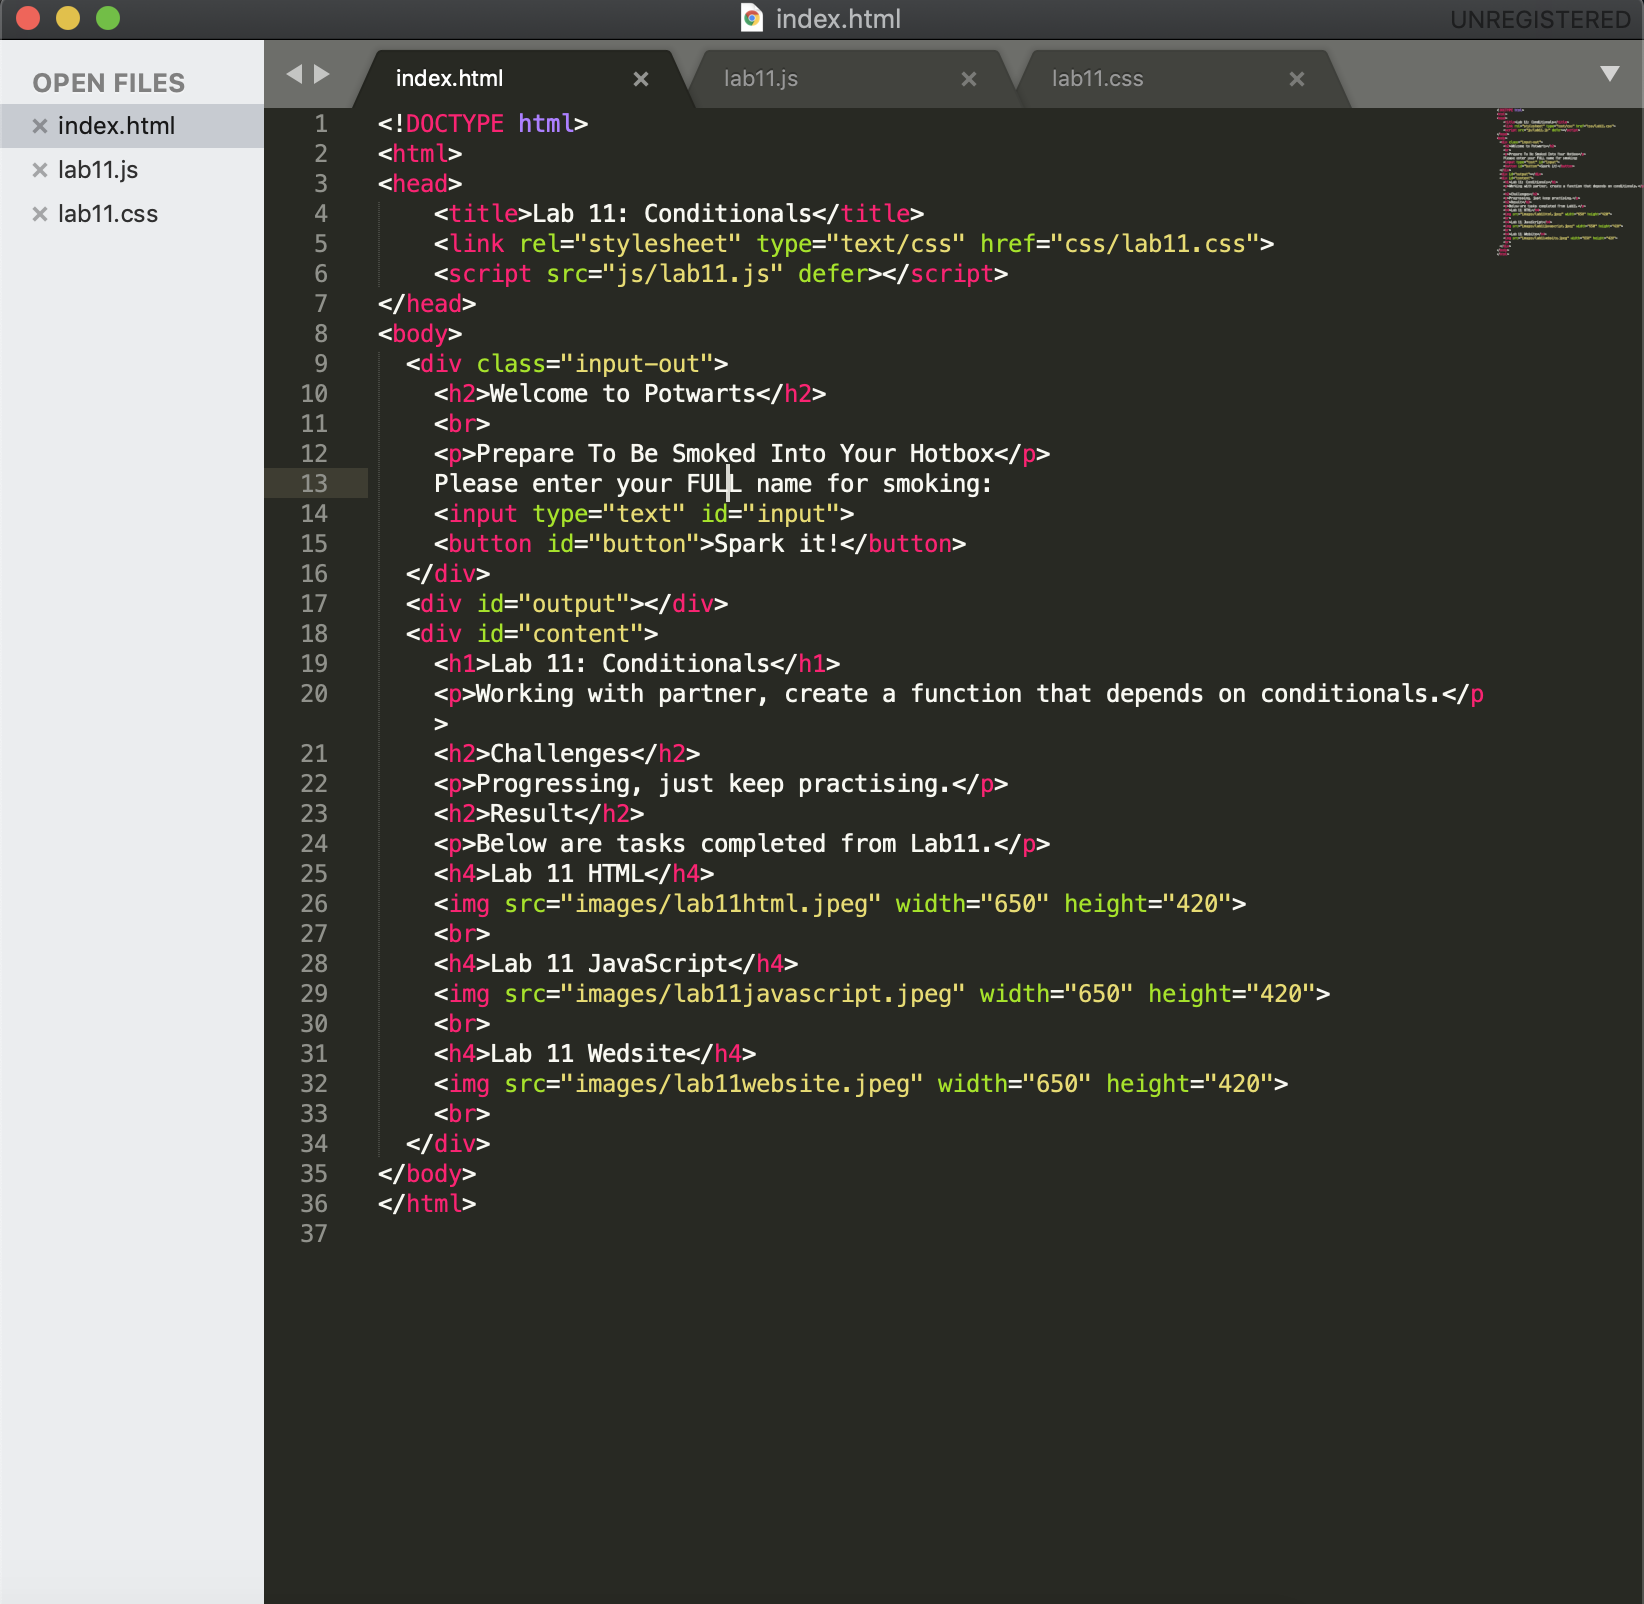 index.html
UNREGISTERED
OPEN FILES
index.html
lab11.js
lab11.css
index.html
lab11.js
lab11.css
1 <!DOCTYPE html>
2 <html>
3 <head>
4 <title>Lab 11: Conditionals</title>
5 <link rel="stylesheet" type="text/css" href="css/lab11.css">
6 <script src="js/lab11.js" defer></script>
7 </head>
8 <body>
9 <div class="input-out">
10 <h2>Welcome to Potwarts</h2>
11 <br>
12 <p>Prepare To Be Smoked Into Your Hotbox</p>
13 Please enter your FULL name for smoking:
14 <input type="text" id="input">
15 <button id="button">Spark it!</button>
16 </div>
17 <div id="output"></div>
18 <div id="content">
19 <h1>Lab 11: Conditionals</h1>
20 <p>Working with partner, create a function that depends on conditionals.</p
>
21 <h2>Challenges</h2>
22 <p>Progressing, just keep practising.</p>
23 <h2>Result</h2>
24 <p>Below are tasks completed from Lab11.</p>
25 <h4>Lab 11 HTML</h4>
26 <img src="images/lab11html.jpeg" width="650" height="420">
27 <br>
28 <h4>Lab 11 JavaScript</h4>
29 <img src="images/lab11javascript.jpeg" width="650" height="420">
30 <br>
31 <h4>Lab 11 Wedsite</h4>
32 <img src="images/lab11website.jpeg" width="650" height="420">
33 <br>
34 </div>
35 </body>
36 </html>
37